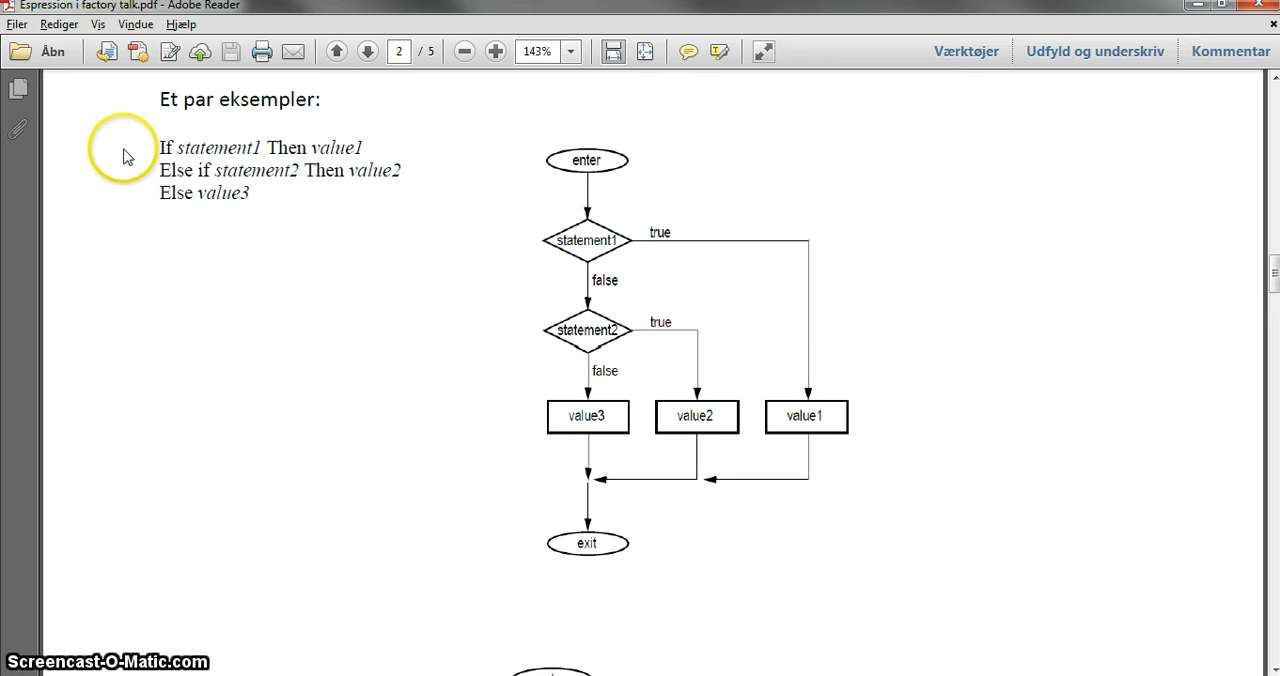 Espression i factory talk.pdf - Adobe Reader
Filer Rediger Vis Vindue Hjælp
Åbn 2 / 5 143% Værktøjer Udfyld og underskriv Kommentar
Et par eksempler:
If statement1 Then value1
Else if statement2 Then value2
Else value3
enter
statement1
true
false
statement2
true
false
value3 value2 value1
exit
Screencast-O-Matic.com